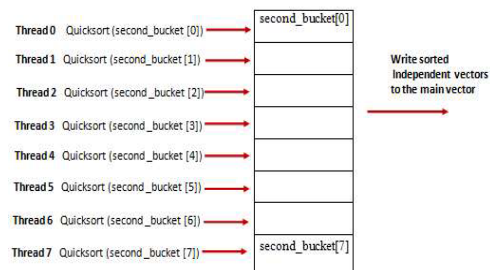 second_bucket[0]
Thread 0 Quicksort (second_bucket [0])
Thread 1 Quicksort (second_bucket [1])
Thread 2 Quicksort (second_bucket [2])
Thread 3 Quicksort (second_bucket [3])
Thread 4 Quicksort (second_bucket [4])
Thread 5 Quicksort (second_bucket [5])
Thread 6 Quicksort (second_bucket [6])
Thread 7 Quicksort (second_bucket [7])
second_bucket[7]
Write sorted
Independent vectors
to the main vector